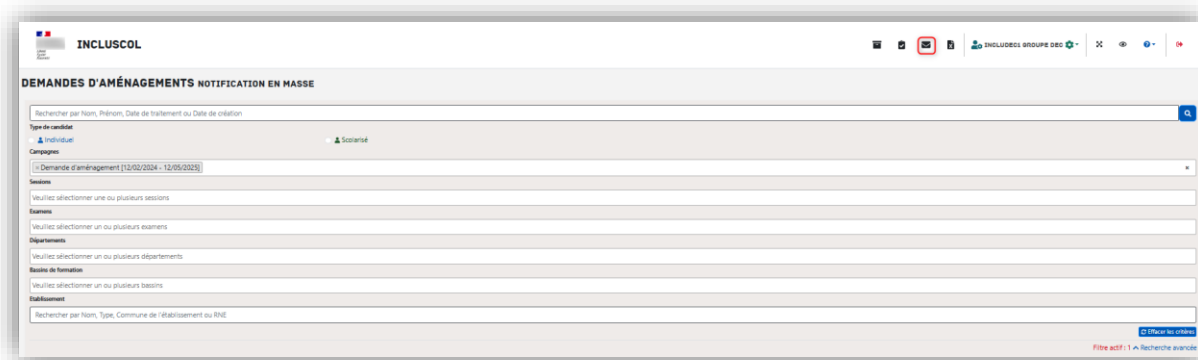 INCLUSCOL
INCLUDEC1 GROUPE DEC
DEMANDES D'AMÉNAGEMENTS NOTIFICATION EN MASSE
Rechercher par Nom, Prénom, Date de traitement ou Date de création
Type de candidat
Individuel
Scolarisé
Campagnes
× Demande d'aménagement [12/02/2024 - 12/05/2025]
×
Sessions
Veuillez sélectionner une ou plusieurs sessions
Examens
Veuillez sélectionner un ou plusieurs examens
Départements
Veuillez sélectionner un ou plusieurs départements
Bassins de formation
Veuillez sélectionner un ou plusieurs bassins
Etablissement
Rechercher par Nom, Type, Commune de l'établissement ou RNE
Effacer les critères
Filtre actif : 1 Recherche avancée